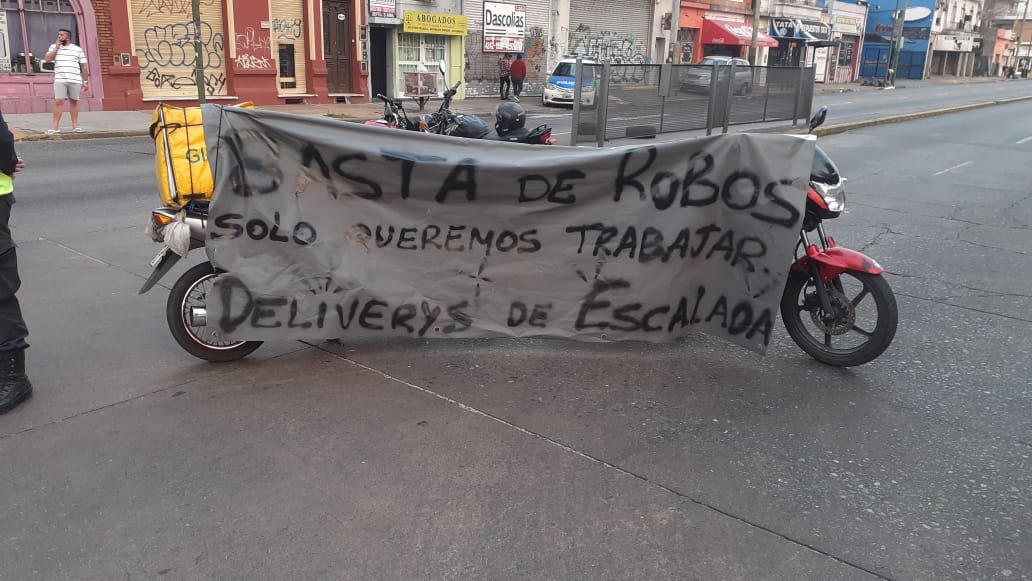 ABOGADOS
Dascolias
BASTA DE ROBOS
SOLO QUEREMOS TRABAJAR
DELIVERYS DE ESCALADA